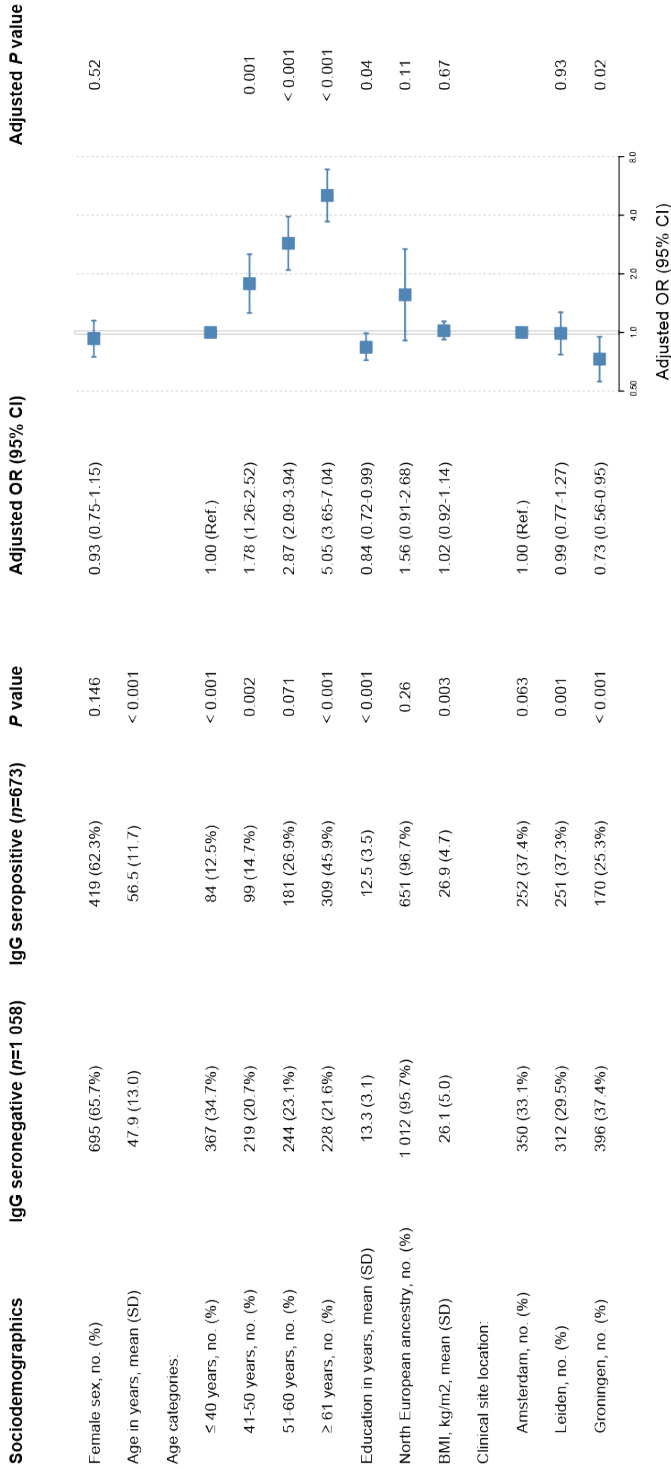 Sociodemographics IgG seronegative (n=1 058) IgG seropositive (n=673) P value Adjusted OR (95% CI) Adjusted P value
Female sex, no. (%) 695 (65.7%) 419 (62.3%) 0.146 0.93 (0.75-1.15) 0.52
Age in years, mean (SD) 47.9 (13.0) 56.5 (11.7) < 0.001
Age categories:
≤ 40 years, no. (%) 367 (34.7%) 84 (12.5%) < 0.001 1.00 (Ref.)
41-50 years, no. (%) 219 (20.7%) 99 (14.7%) 0.002 1.78 (1.26-2.52) 0.001
51-60 years, no. (%) 244 (23.1%) 181 (26.9%) 0.071 2.87 (2.09-3.94) < 0.001
≥ 61 years, no. (%) 228 (21.6%) 309 (45.9%) < 0.001 5.05 (3.65-7.04) < 0.001
Education in years, mean (SD) 13.3 (3.1) 12.5 (3.5) < 0.001 0.84 (0.72-0.99) 0.04
North European ancestry, no. (%) 1 012 (95.7%) 651 (96.7%) 0.26 1.56 (0.91-2.68) 0.11
BMI, kg/m2, mean (SD) 26.1 (5.0) 26.9 (4.7) 0.003 1.02 (0.92-1.14) 0.67
Clinical site location:
Amsterdam, no. (%) 350 (33.1%) 252 (37.4%) 0.063 1.00 (Ref.)
Leiden, no. (%) 312 (29.5%) 251 (37.3%) 0.001 0.99 (0.77-1.27) 0.93
Groningen, no. (%) 396 (37.4%) 170 (25.3%) < 0.001 0.73 (0.56-0.95) 0.02
0.50 1.0 2.0 4.0 8.0
Adjusted OR (95% CI)